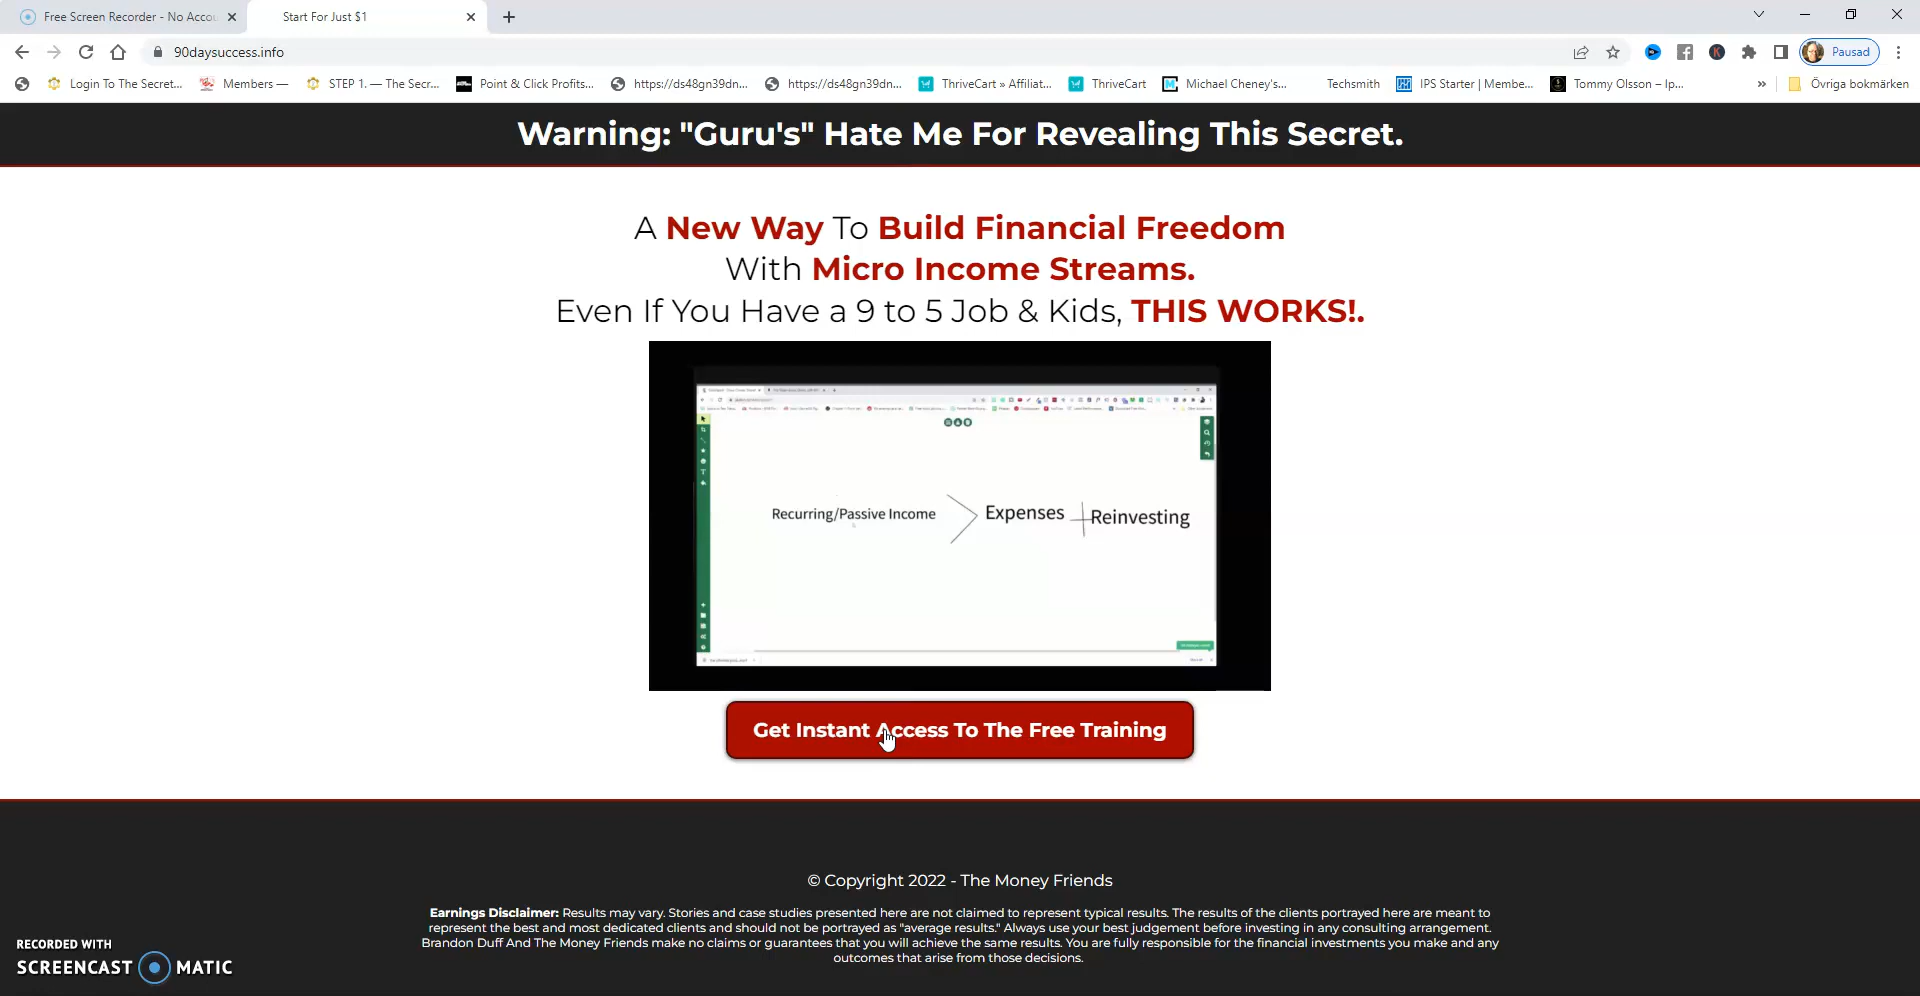 Free Screen Recorder - No Accou
Start For Just $1
90daysuccess.info
Pausad
Login To The Secret...
Members —
STEP 1. — The Secr...
Point & Click Profits...
https://ds48gn39dn...
https://ds48gn39dn...
ThriveCart » Affiliat...
ThriveCart
Michael Cheney's...
Techsmith
IPS Starter | Membe...
Tommy Olsson – Ip...
»
Övriga bokmärken
Warning: "Guru's" Hate Me For Revealing This Secret.
A New Way To Build Financial Freedom
With Micro Income Streams.
Even If You Have a 9 to 5 Job & Kids, THIS WORKS!.
Recurring/Passive Income
Expenses
Reinvesting
Get Instant Access To The Free Training
© Copyright 2022 - The Money Friends
Earnings Disclaimer: Results may vary. Stories and case studies presented here are not claimed to represent typical results. The results of the clients portrayed here are meant to
represent the best and most dedicated clients and should not be portrayed as "average results." Always use your best judgement before investing in any consulting arrangement.
Brandon Duff And The Money Friends make no claims or guarantees that you will achieve the same results. You are fully responsible for the financial investments you make and any
outcomes that arise from those decisions.
RECORDED WITH
SCREENCAST MATIC